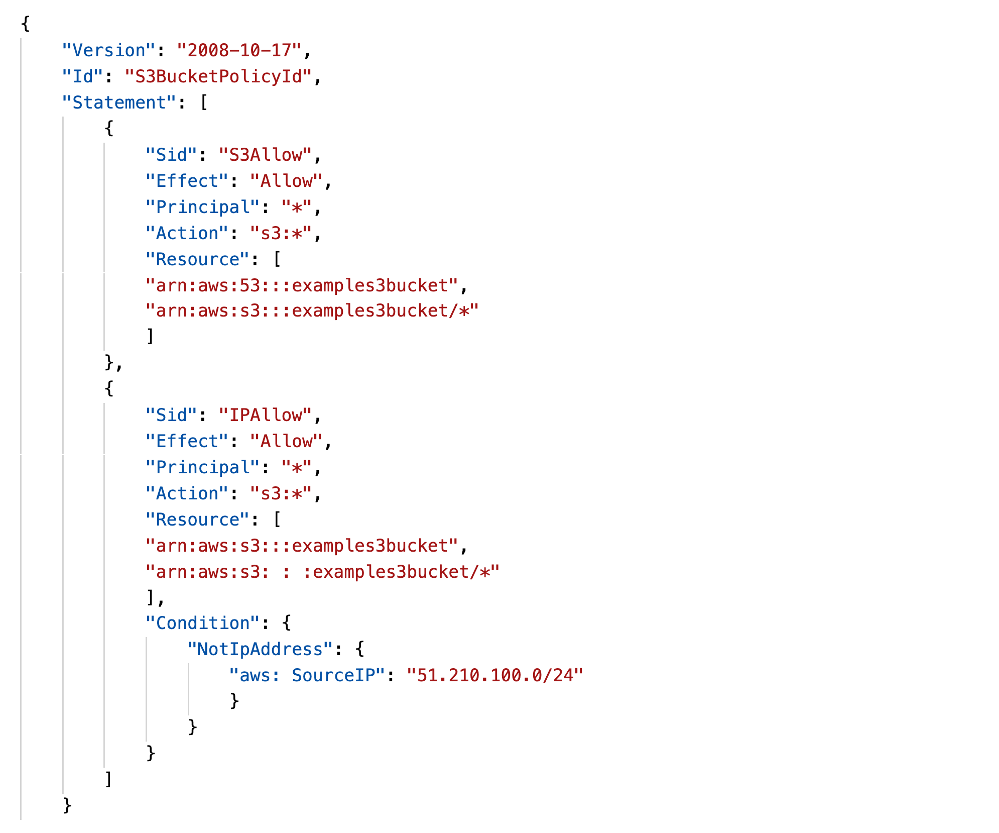 {
"Version": "2008-10-17",
"Id": "S3BucketPolicyId",
"Statement": [
{
"Sid": "S3Allow",
"Effect": "Allow",
"Principal": "*",
"Action": "s3:*",
"Resource": [
"arn:aws:53:::examples3bucket",
"arn:aws:s3:::examples3bucket/*"
]
},
{
"Sid": "IPAllow",
"Effect": "Allow",
"Principal": "*",
"Action": "s3:*",
"Resource": [
"arn:aws:s3:::examples3bucket",
"arn:aws:s3: : :examples3bucket/*"
],
"Condition": {
"NotIpAddress": {
"aws: SourceIP": "51.210.100.0/24"
}
}
}
]
}